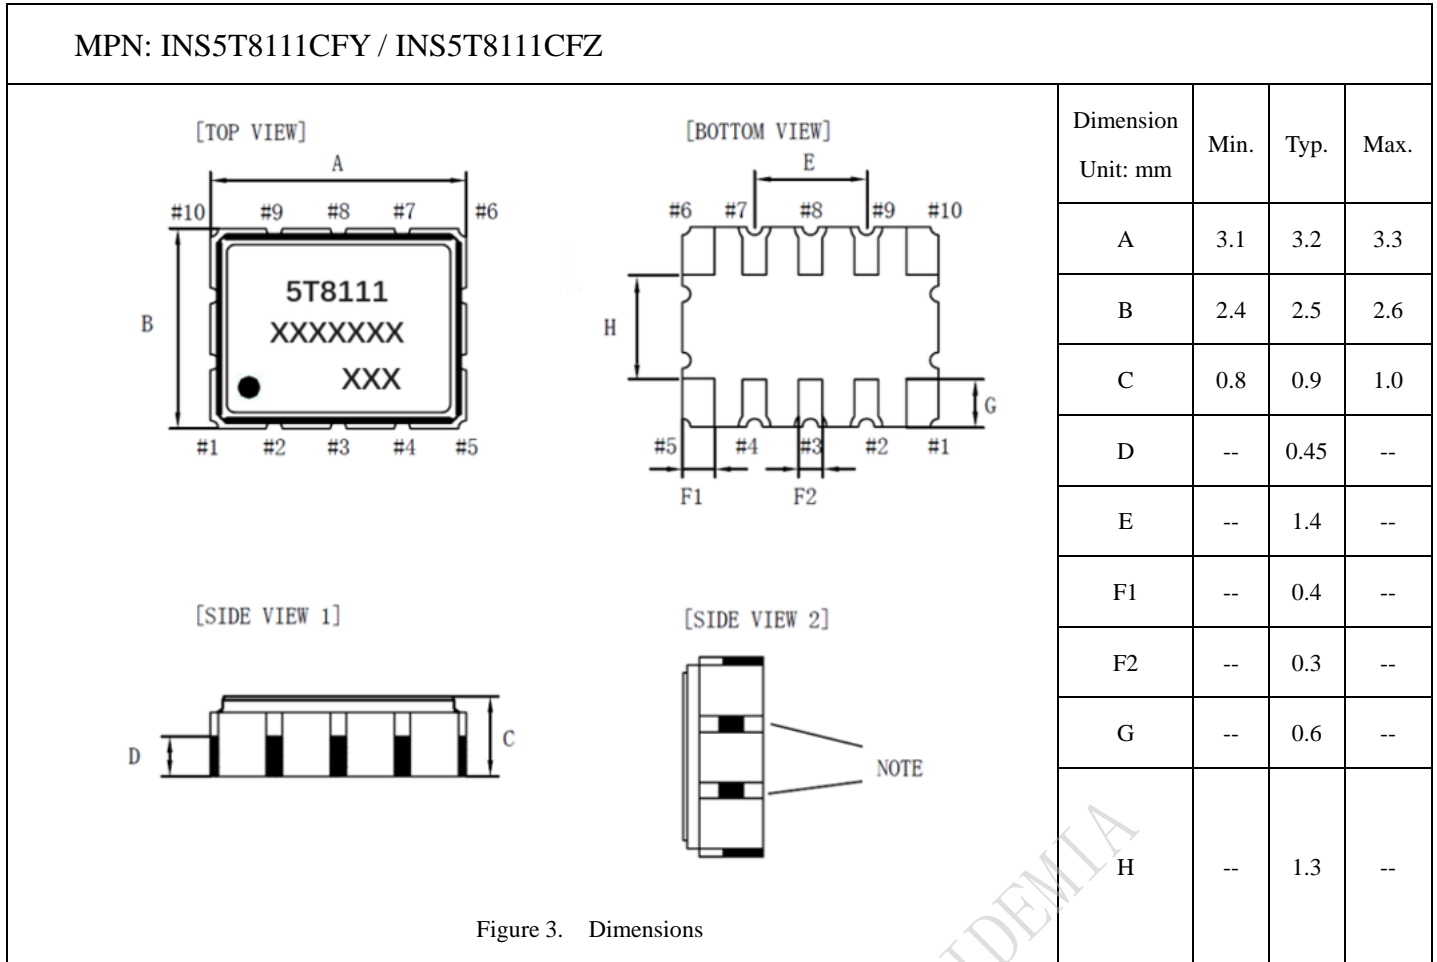 MPN: INS5T8111CFY / INS5T8111CFZ
[TOP VIEW]
A
#10 #9 #8 #7 #6
B
5T8111
XXXXXXX
XXX
#1 #2 #3 #4 #5
[BOTTOM VIEW]
E
#6 #7 #8 #9 #10
H
G
#5 #4 #3 #2 #1
F1 F2
[SIDE VIEW 1]
D C
[SIDE VIEW 2]
NOTE
Figure 3. Dimensions
Dimension
Unit: mm
Min. Typ. Max.
A 3.1 3.2 3.3
B 2.4 2.5 2.6
C 0.8 0.9 1.0
D -- 0.45 --
E -- 1.4 --
F1 -- 0.4 --
F2 -- 0.3 --
G -- 0.6 --
H -- 1.3 --